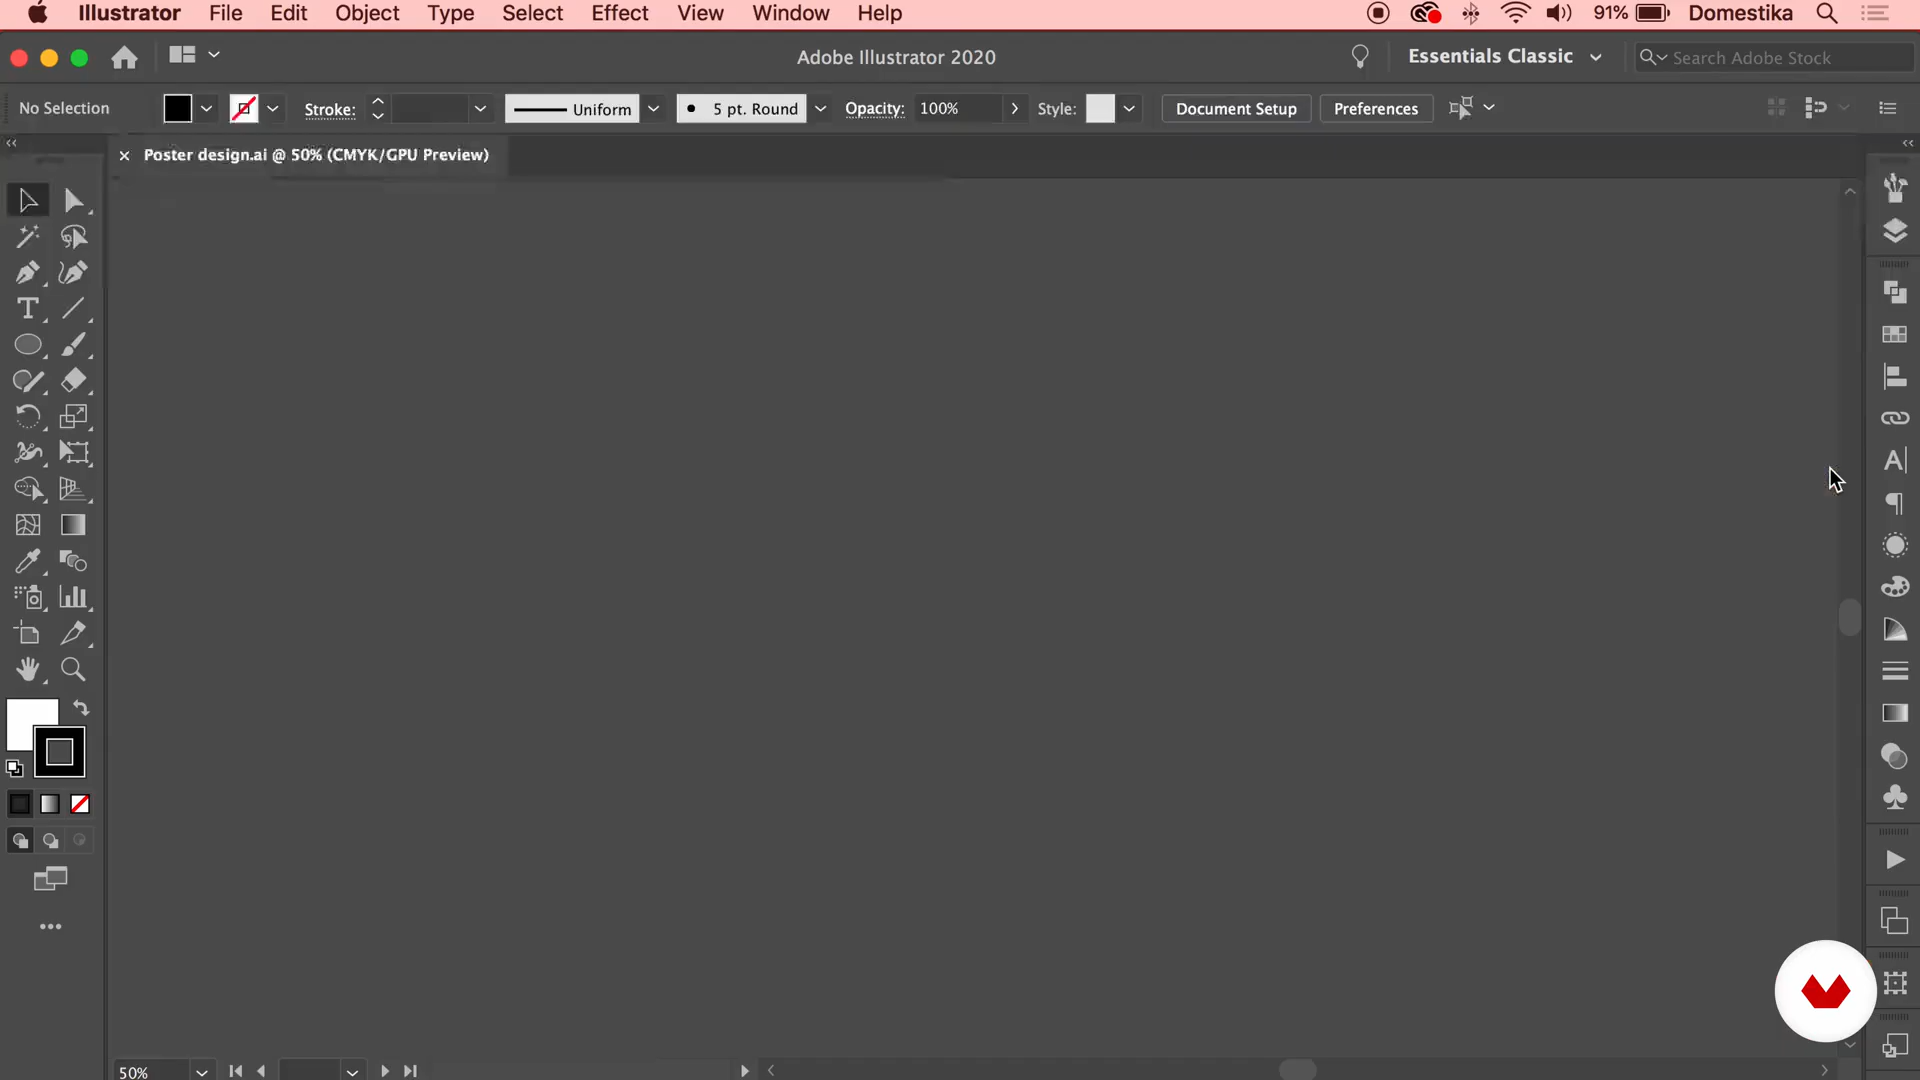 Illustrator File Edit Object Type Select Effect View Window Help 91% Domestika
Adobe Illustrator 2020 Essentials Classic Search Adobe Stock
No Selection Stroke: Uniform 5 pt. Round Opacity: 100% Style: Document Setup Preferences
× Poster design.ai @ 50% (CMYK/GPU Preview)
50%